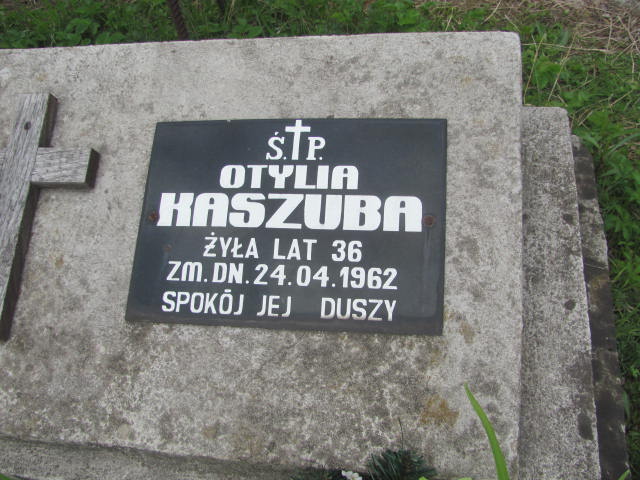 Ś.†P.
OTYLIA
KASZUBA
ŻYŁA LAT 36
ZM. DN. 24.04.1962
SPOKÓJ JEJ DUSZY